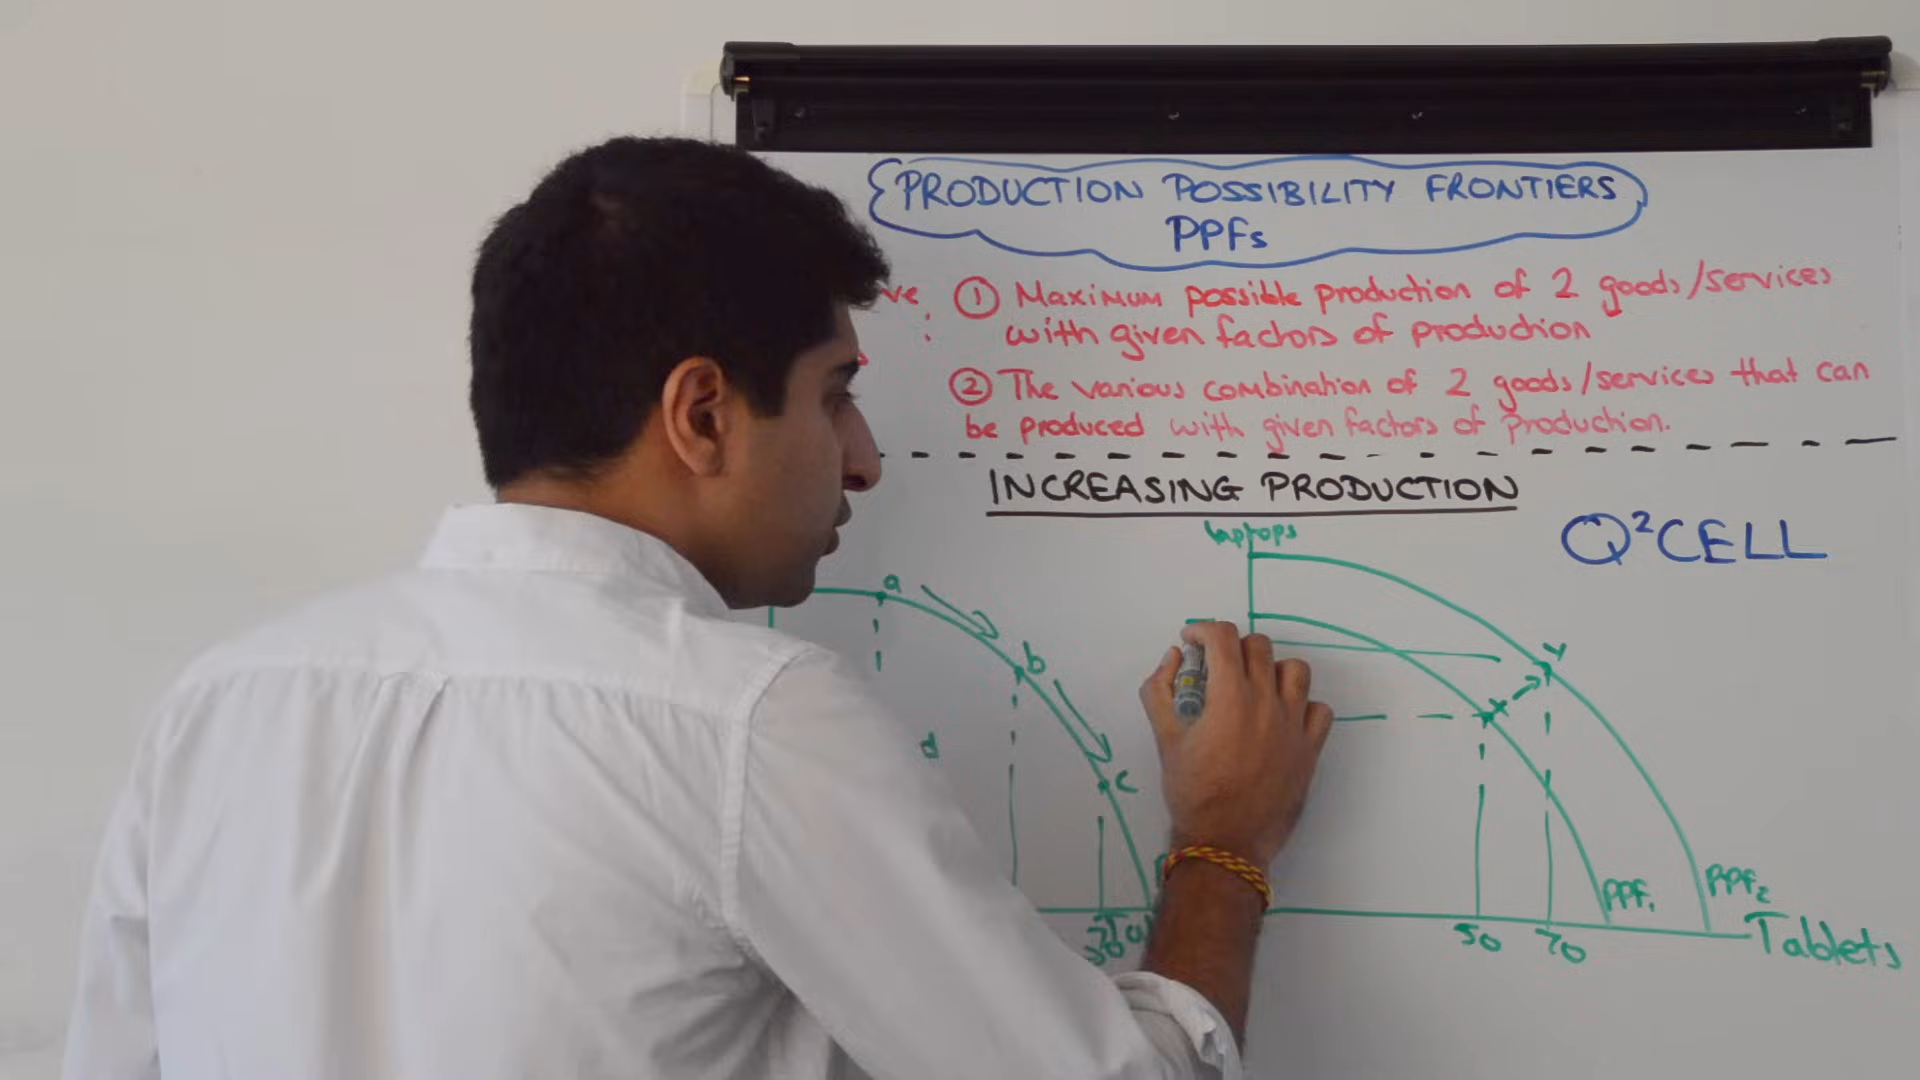 PRODUCTION POSSIBILITY FRONTIERS
PPFs
① Maximum possible production of 2 goods/services
with given factors of production
② The various combination of 2 goods/services that can
be produced with given factors of production.
INCREASING PRODUCTION
Q²CELL
Laptops
a
b
c
d
30
x
y
PPF₁
PPF₂
50
70
Tablets